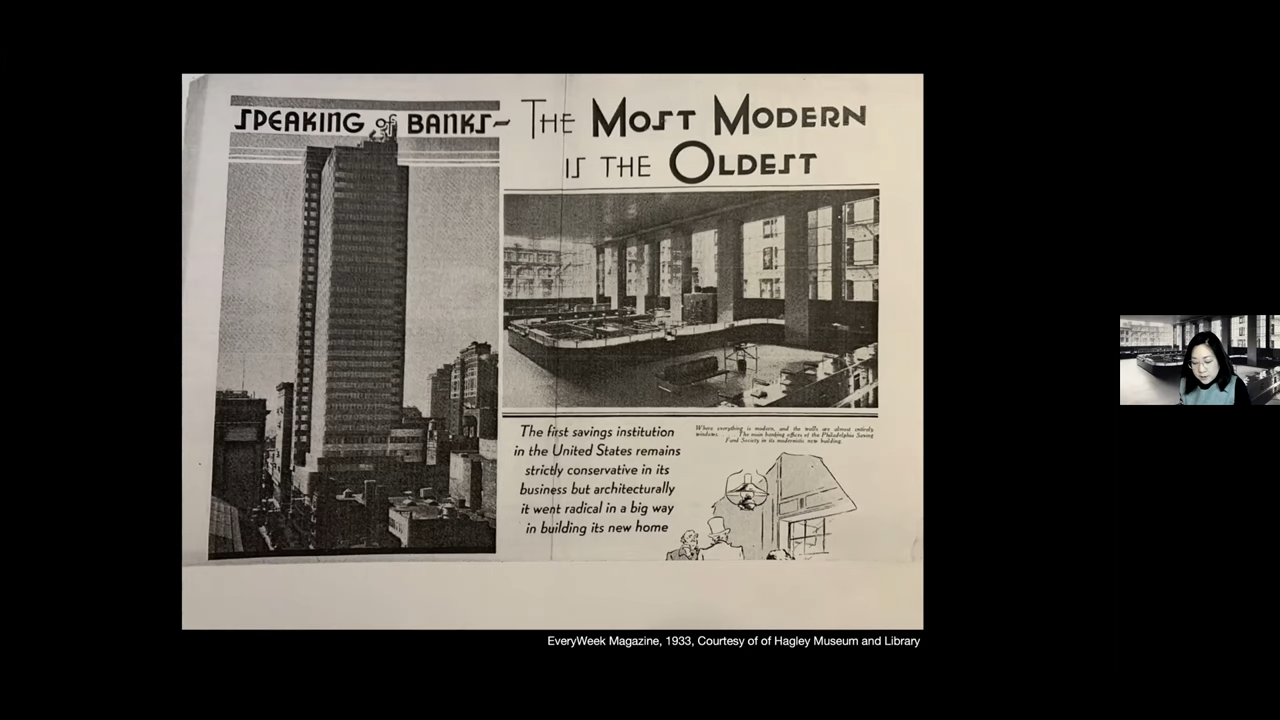 SPEAKING of BANKS~
THE MOST MODERN
IS THE OLDEST
The first savings institution
in the United States remains
strictly conservative in its
business but architecturally
it went radical in a big way
in building its new home
Where everything is modern, and the walls are almost entirely
windows . . . The main banking offices of the Philadelphia Saving
Fund Society in its modernistic new building.
EveryWeek Magazine, 1933, Courtesy of of Hagley Museum and Library